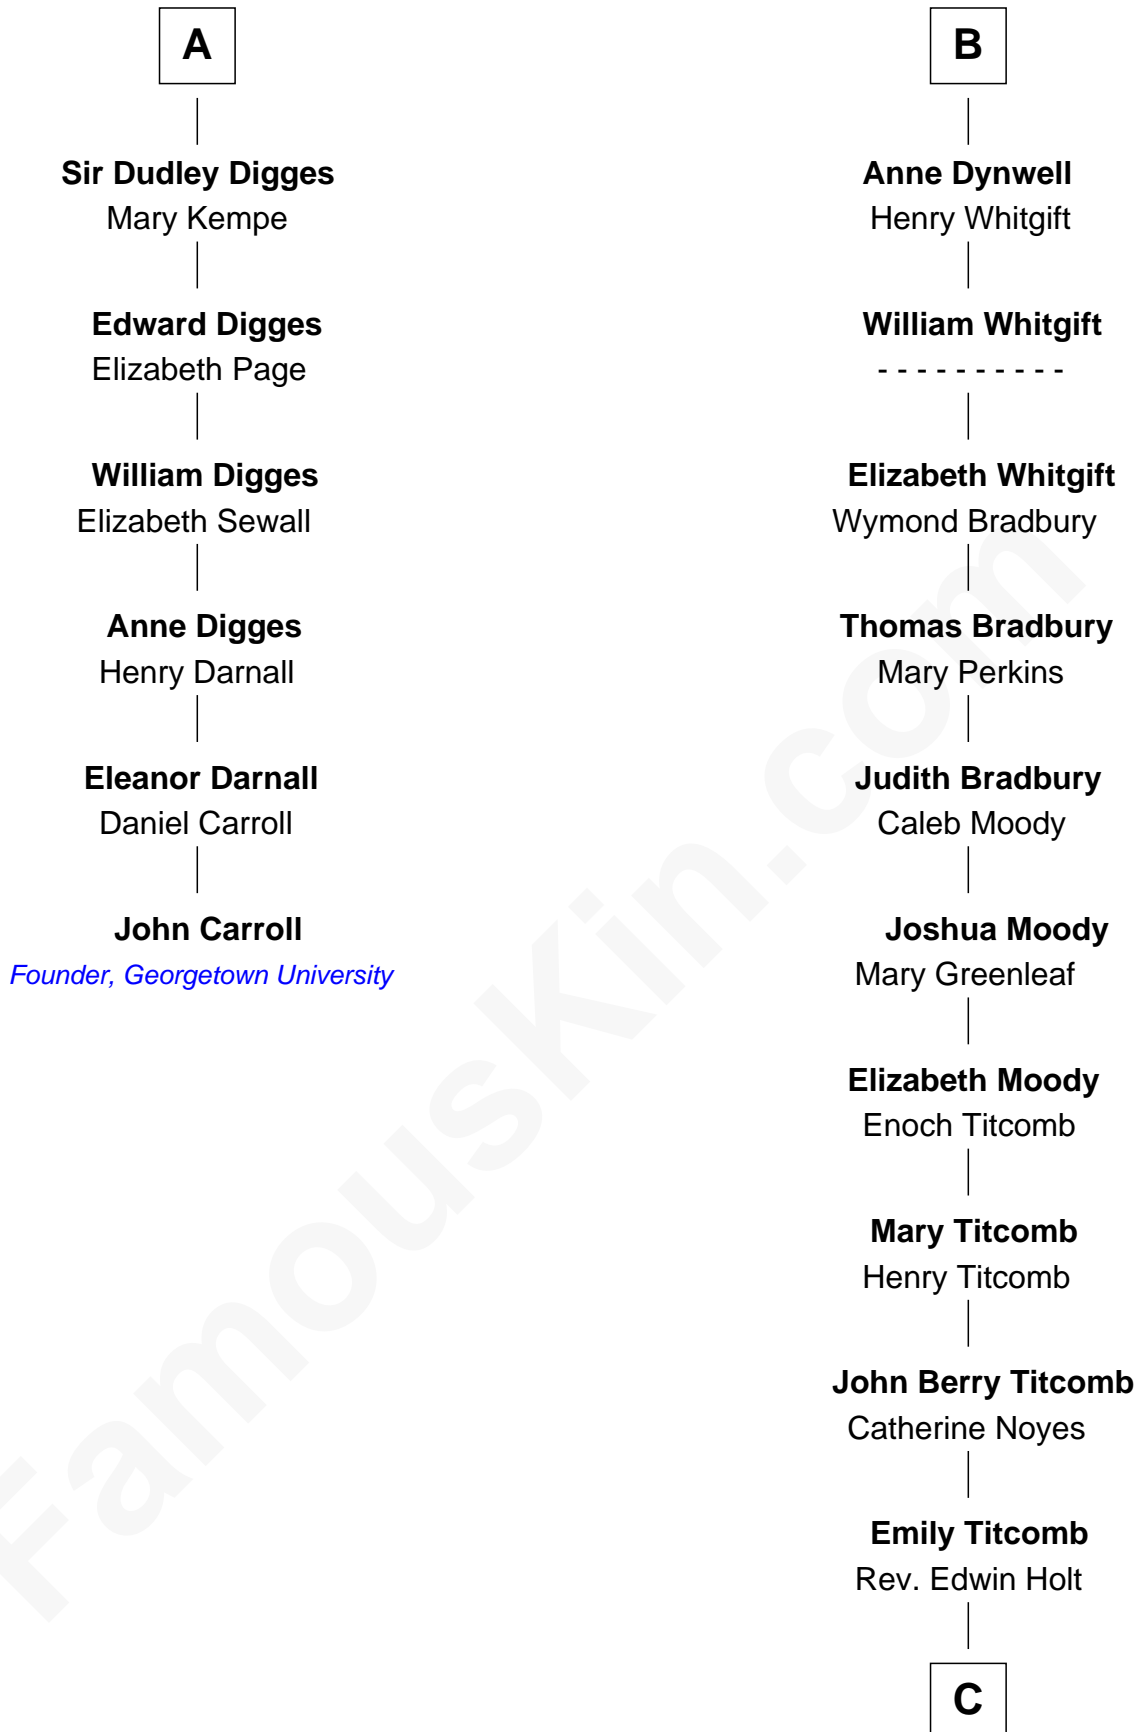 A
Sir Dudley Digges
Mary Kempe
Edward Digges
Elizabeth Page
William Digges
Elizabeth Sewall
Anne Digges
Henry Darnall
Eleanor Darnall
Daniel Carroll
John Carroll
Founder, Georgetown University
B
Anne Dynwell
Henry Whitgift
William Whitgift
- - - - - - - - - -
Elizabeth Whitgift
Wymond Bradbury
Thomas Bradbury
Mary Perkins
Judith Bradbury
Caleb Moody
Joshua Moody
Mary Greenleaf
Elizabeth Moody
Enoch Titcomb
Mary Titcomb
Henry Titcomb
John Berry Titcomb
Catherine Noyes
Emily Titcomb
Rev. Edwin Holt
C
FamousKin.com